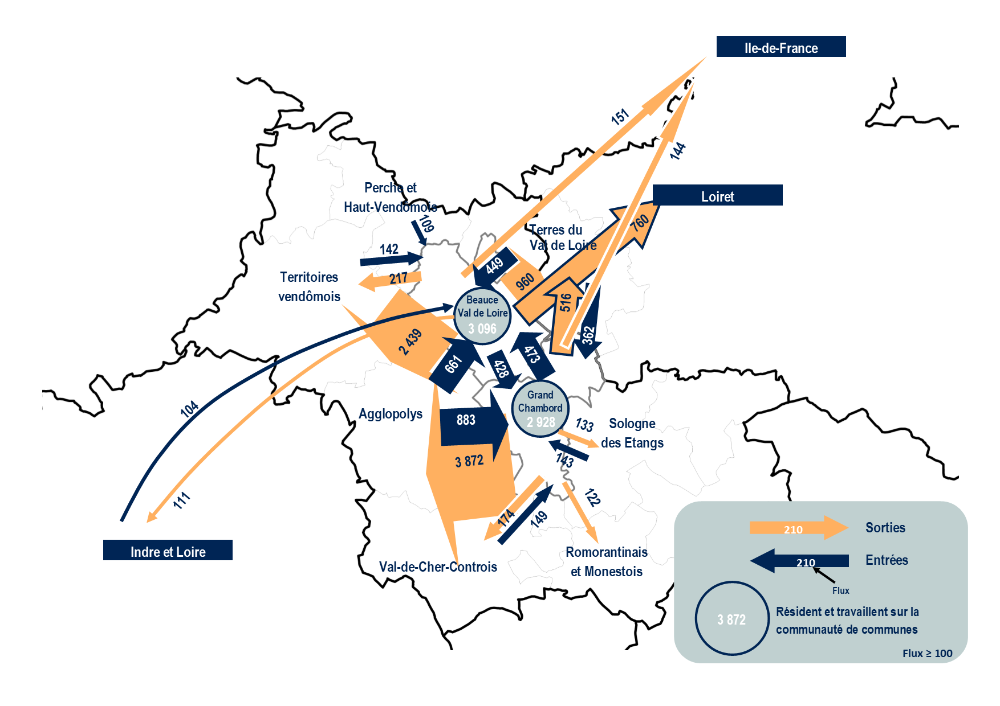 Ile-de-France
151
144
Perche et
Haut-Vendômois
Loiret
109
760
Terres du
Val de Loire
142
449
217
960
Territoires
vendômois
516
Beauce
Val de Loire
3 096
362
2 439
661
428
473
Grand
Chambord
2 928
104
Agglopolys
883
133
Sologne
des Etangs
143
3 872
111
122
174
149
Indre et Loire
Val-de-Cher-Controis
Romorantinais
et Monestois
210
Sorties
210
Entrées
Flux
3 872
Résident et travaillent sur la
communauté de communes
Flux ≥ 100